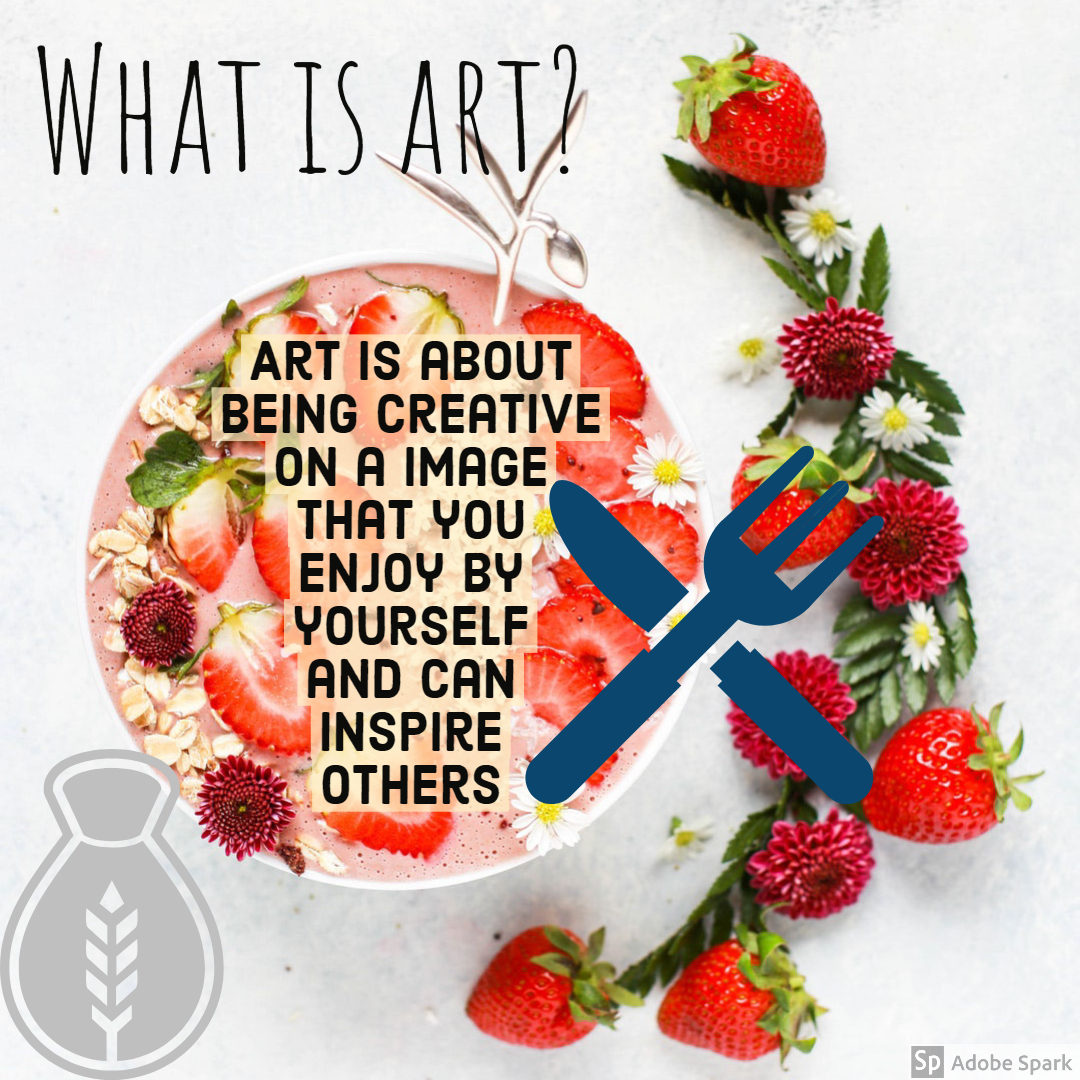 What is art?
ART IS ABOUT
BEING CREATIVE
ON A IMAGE
THAT YOU
ENJOY BY
YOURSELF
AND CAN
INSPIRE
OTHERS
Sp Adobe Spark